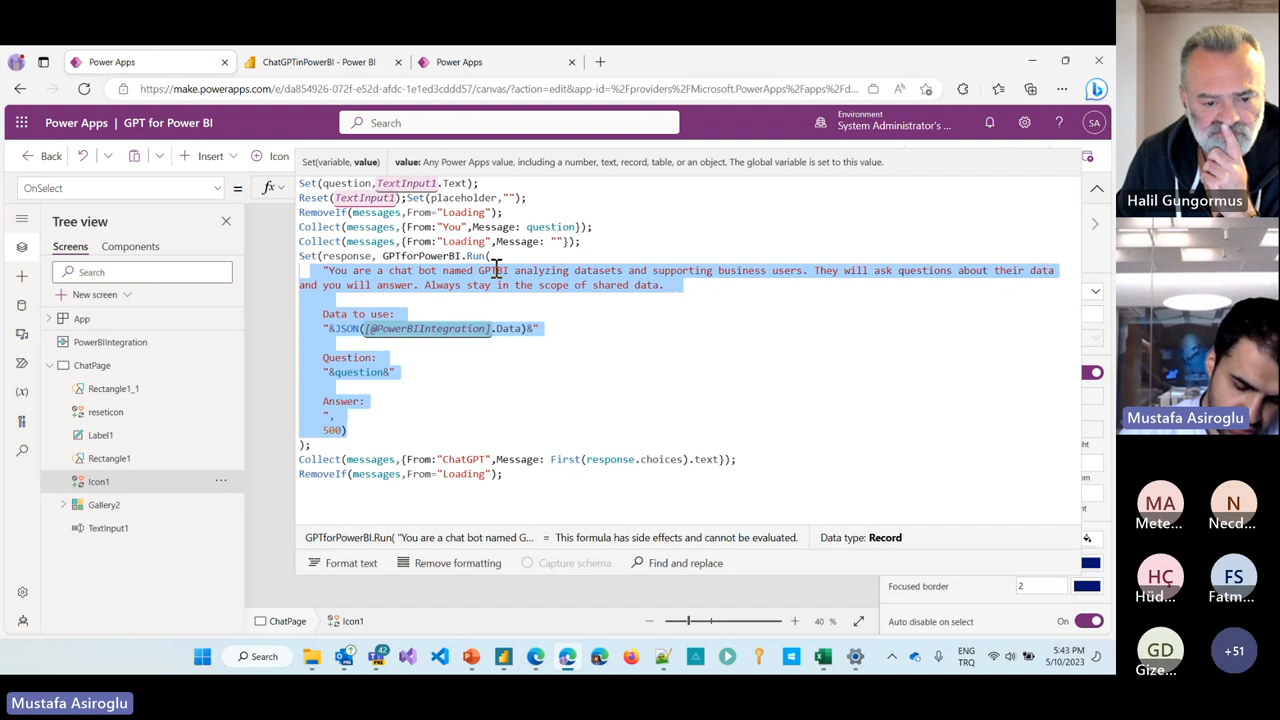 Power Apps
ChatGPTinPowerBI - Power BI
Power Apps
https://make.powerapps.com/e/da854926-072f-e52d-afdc-1e1ed3cddd57/canvas/?action=edit&app-id=%2Fproviders%2FMicrosoft.PowerApps%2Fapps%2Fd...
Power Apps | GPT for Power BI
Search
Environment
System Administrator's ...
SA
Back
Insert
Icon
Set(variable, value)
value: Any Power Apps value, including a number, text, record, table, or an object. The global variable is set to this value.
OnSelect
=
fx
Set(question,TextInput1.Text);
Reset(TextInput1);Set(placeholder,"");
RemoveIf(messages,From="Loading");
Collect(messages,{From:"You",Message: question});
Collect(messages,{From:"Loading",Message: ""});
Set(response, GPTforPowerBI.Run(
"You are a chat bot named GPTBI analyzing datasets and supporting business users. They will ask questions about their data
and you will answer. Always stay in the scope of shared data.
Data to use:
"&JSON([@PowerBIIntegration].Data)&"
Question:
"&question&"
Answer:
",
500)
);
Collect(messages,{From:"ChatGPT",Message: First(response.choices).text});
RemoveIf(messages,From="Loading");
GPTforPowerBI.Run( "You are a chat bot named G... = This formula has side effects and cannot be evaluated.
Data type: Record
Format text
Remove formatting
Capture schema
Find and replace
Tree view
Screens
Components
Search
New screen
App
PowerBIIntegration
ChatPage
Rectangle1_1
reseticon
Label1
Rectangle1
Icon1
...
Gallery2
TextInput1
Focused border
2
Auto disable on select
On
ChatPage
Icon1
40 %
Search
42
ENG
TRQ
5:43 PM
5/10/2023
Halil Gungormus
Mustafa Asiroglu
MA
Mete...
N
Necd...
HÇ
Hüd...
FS
Fatm...
GD
Gize...
+51
Mustafa Asiroglu